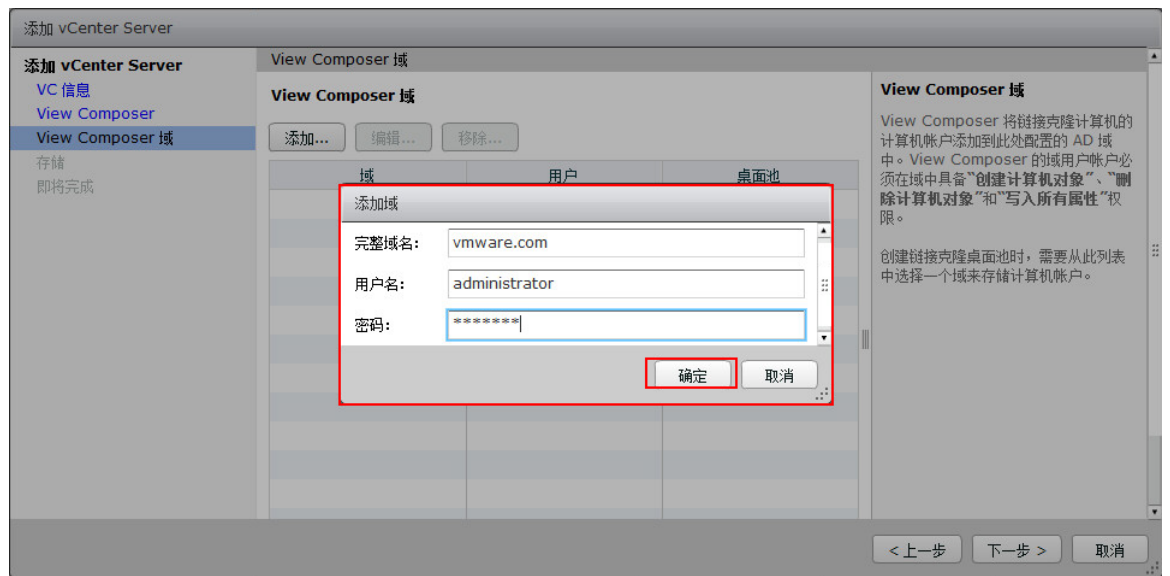 添加 vCenter Server
添加 vCenter Server
VC 信息
View Composer
View Composer 域
存储
即将完成
View Composer 域
View Composer 域
添加...
编辑...
移除...
域
用户
桌面池
添加域
完整域名：
vmware.com
用户名：
administrator
密码：
*******
确定
取消
View Composer 域
View Composer 将链接克隆计算机的
计算机帐户添加到此处配置的 AD 域
中。View Composer 的域用户帐户必
须在域中具备“创建计算机对象”、“删
除计算机对象”和“写入所有属性”权
限。
创建链接克隆桌面池时，需要从此列表
中选择一个域来存储计算机帐户。
<上一步
下一步 >
取消